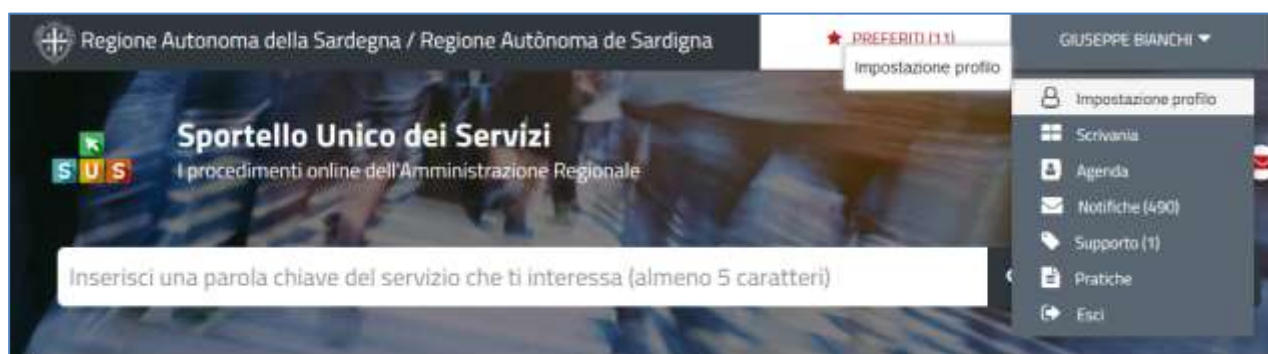 Regione Autonoma della Sardegna / Regione Autònoma de Sardigna
PREFERITI (11)
GIUSEPPE BIANCHI
Impostazione profilo
Impostazione profilo
Scrivania
Agenda
Notifiche (490)
Supporto (1)
Pratiche
Esci
Sportello Unico dei Servizi
I procedimenti online dell'Amministrazione Regionale
S U S
Inserisci una parola chiave del servizio che ti interessa (almeno 5 caratteri)